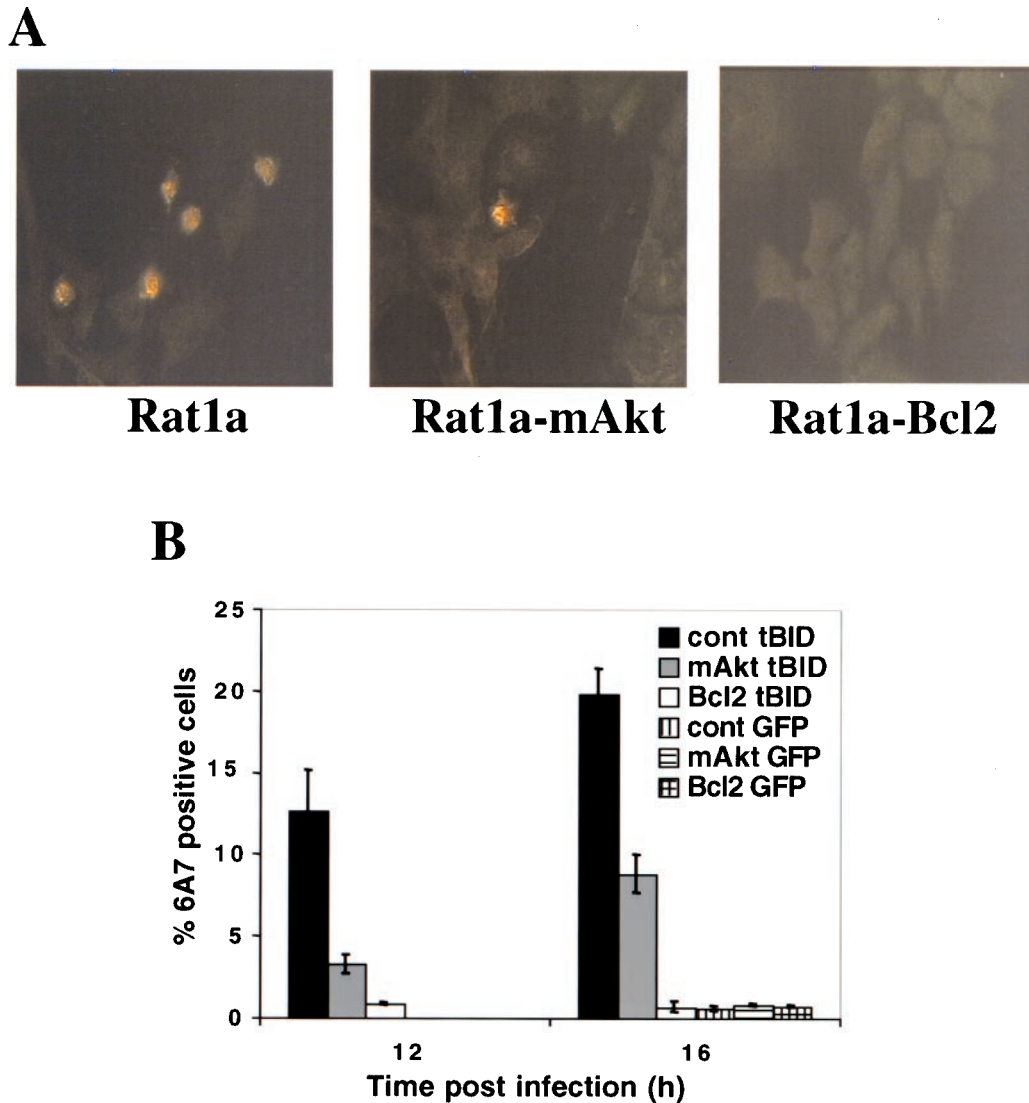 A
Rat1a
Rat1a-mAkt
Rat1a-Bcl2
B
25
20
15
10
5
0
% 6A7 positive cells
cont tBID
mAkt tBID
Bcl2 tBID
cont GFP
mAkt GFP
Bcl2 GFP
12
16
Time post infection (h)